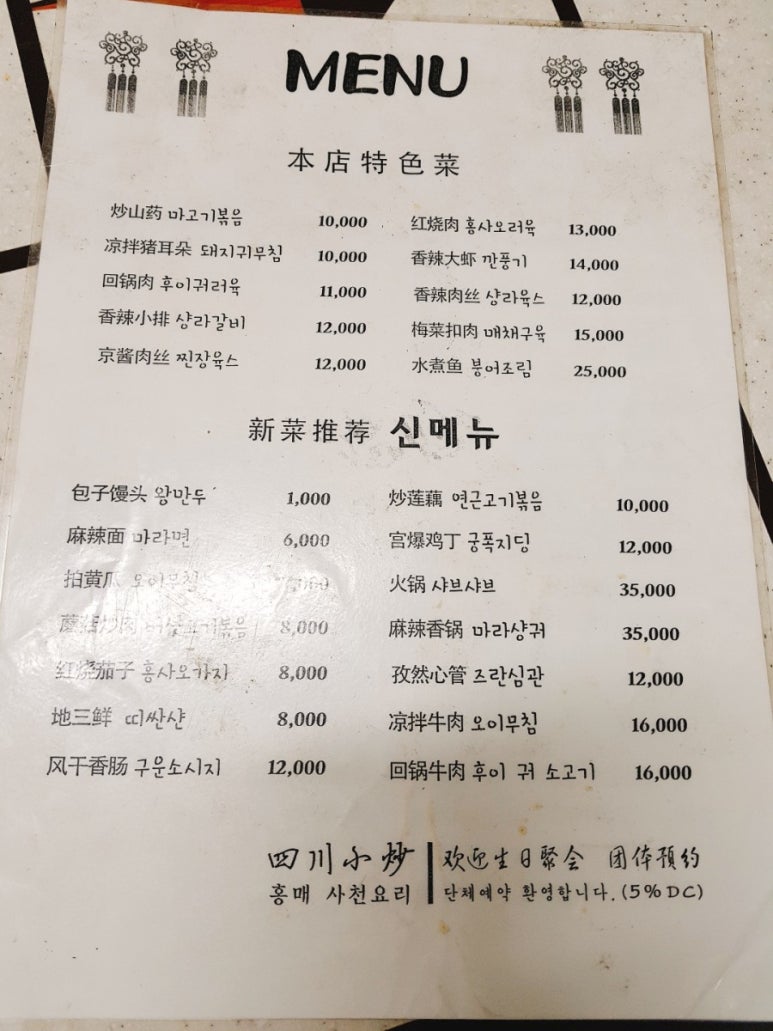 MENU
本店特色菜
炒山药 마고기볶음 10,000
凉拌猪耳朵 돼지귀무침 10,000
回锅肉 후이궈러육 11,000
香辣小排 샹라갈비 12,000
京酱肉丝 찐장육스 12,000
红烧肉 홍사오러육 13,000
香辣大虾 깐풍기 14,000
香辣肉丝 샹라육스 12,000
梅菜扣肉 매채구육 15,000
水煮鱼 붕어조림 25,000
新菜推荐 신메뉴
包子馒头 왕만두 1,000
麻辣面 마라면 6,000
拍黄瓜 오이무침
蘑菇炒肉 8,000
红烧茄子 홍사오가지 8,000
地三鲜 띠싼샨 8,000
风干香肠 구운소시지 12,000
炒莲藕 연근고기볶음 10,000
宫爆鸡丁 궁폭지딩 12,000
火锅 샤브샤브 35,000
麻辣香锅 마라샹궈 35,000
孜然心管 즈란심관 12,000
凉拌牛肉 오이무침 16,000
回锅牛肉 후이 궈 소고기 16,000
四川小炒
홍매 사천요리
欢迎生日聚会 团体预约
단체예약 환영합니다. (5% DC)